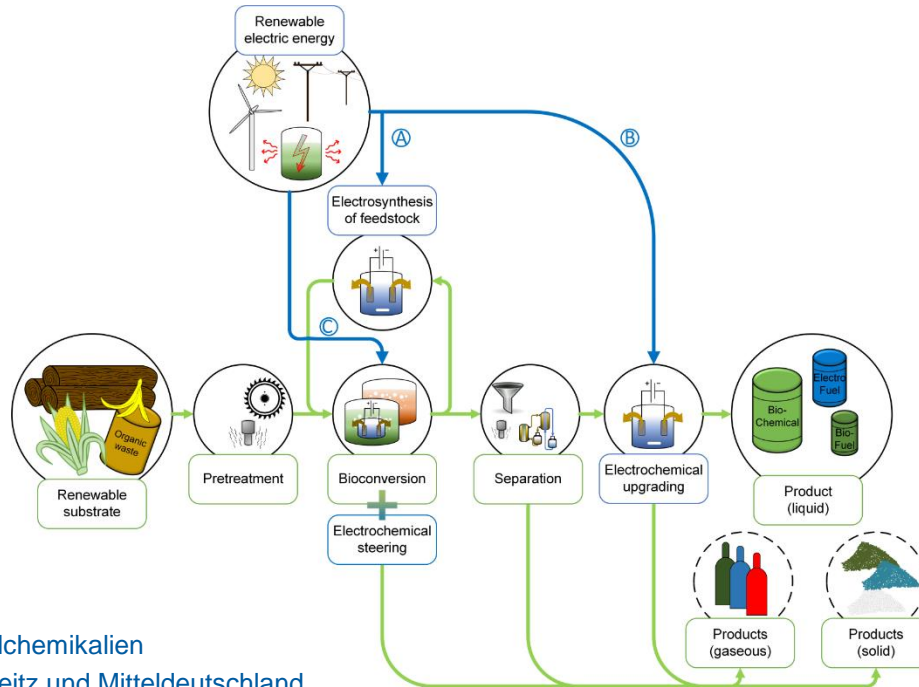 Renewable
electric energy
A
B
Electrosynthesis
of feedstock
+ -
C
Organic
waste
Renewable
substrate
Pretreatment
Bioconversion
+
Electrochemical
steering
Separation
+ -
Electrochemical
upgrading
Bio-
Chemical
Electro
Fuel
Bio-
Fuel
Product
(liquid)
Products
(gaseous)
Products
(solid)
lchemikalien
eitz und Mitteldeutschland